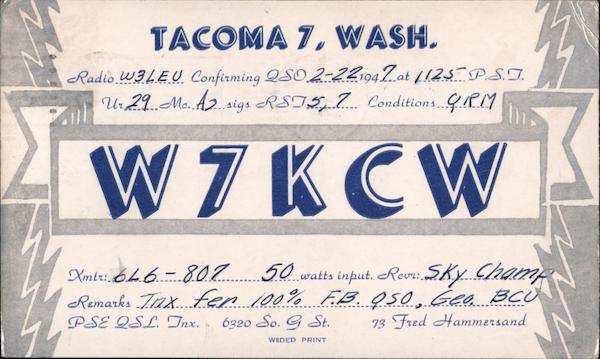 TACOMA 7, WASH.
Radio W3LEU Confirming QSO 2-22 1947 at 1125 P.S.T.
Ur 29 Mc. A3 sigs RST 5,7 Conditions QRM
W7KCW
Xmtr: 6L6-807 50 watts input. Rcvr: SKy Champ
Remarks Tnx fer 100% F.B. QSO, Geo. BCU
PSE QSL. Tnx. 6320 So. G St. 73 Fred Hammersand
WEDED PRINT